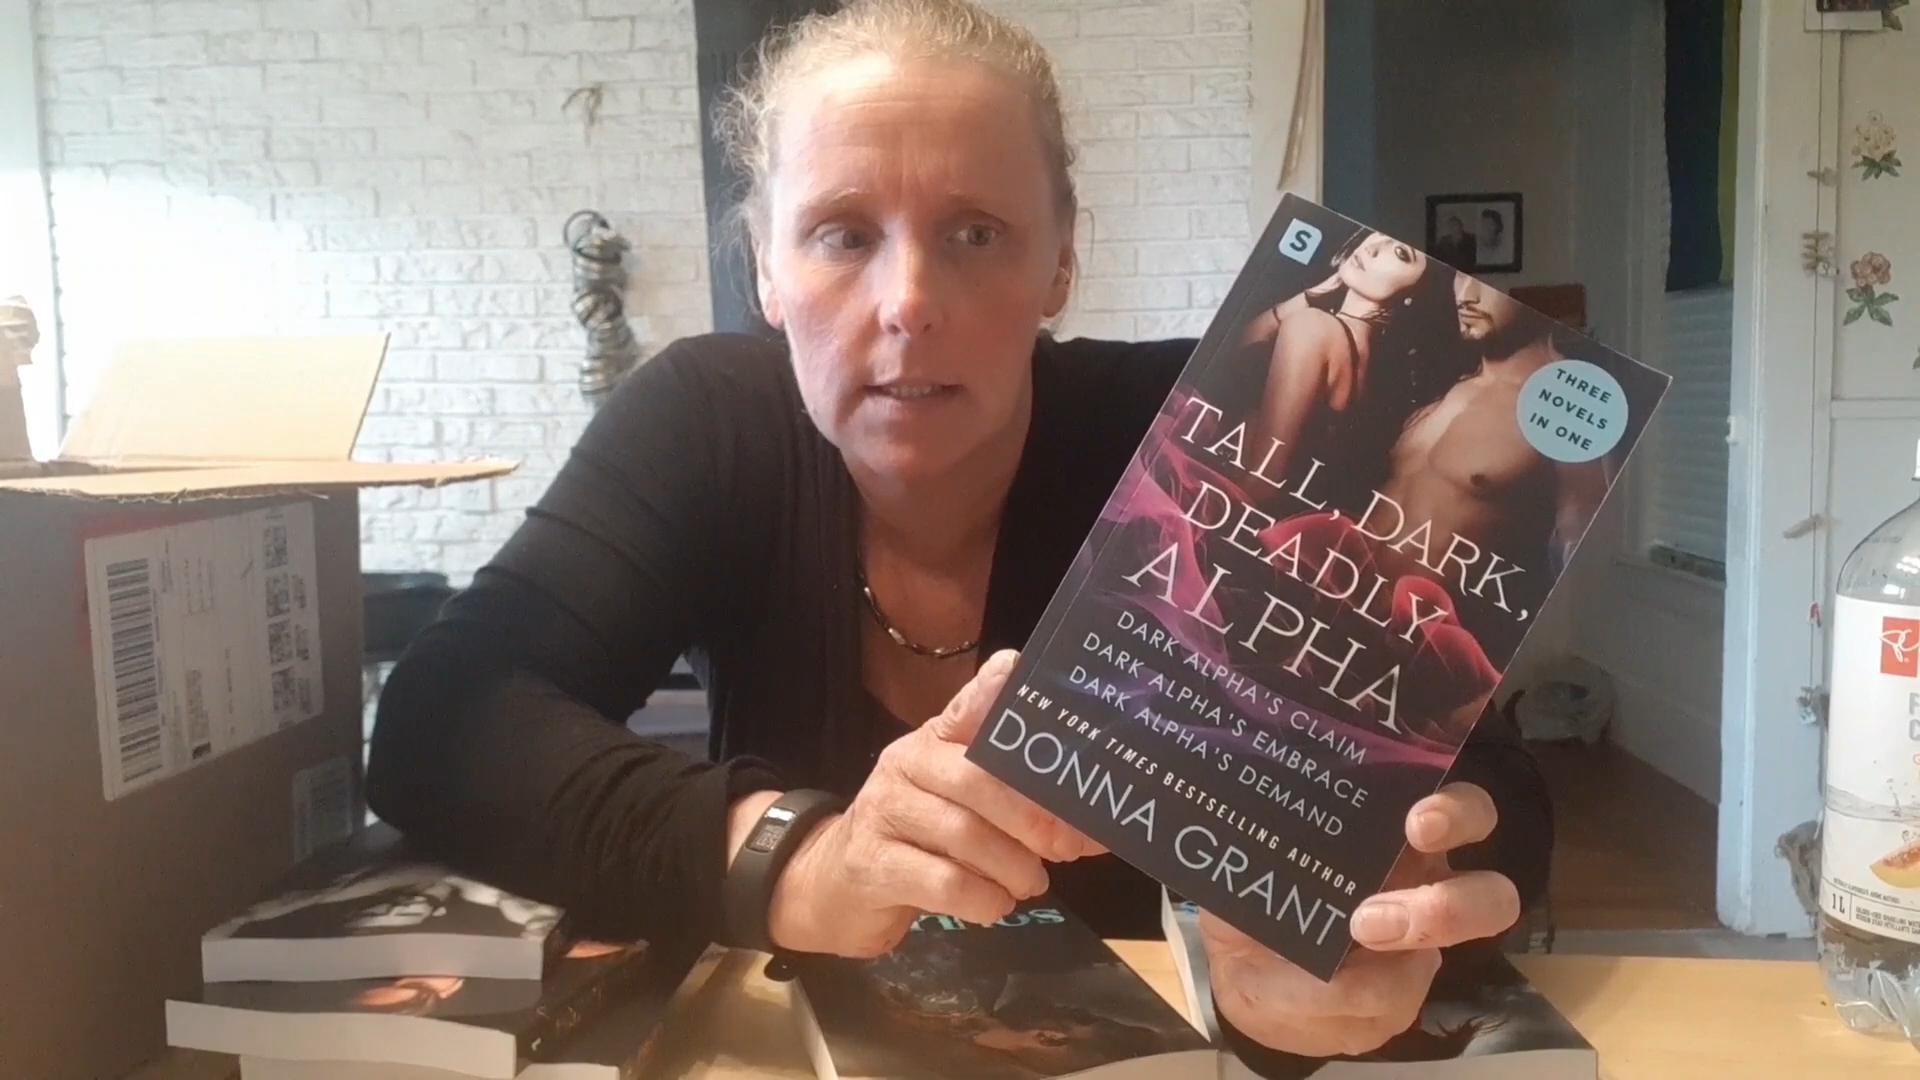 S
THREE
NOVELS
IN ONE
TALL, DARK,
DEADLY
ALPHA
DARK ALPHA'S CLAIM
DARK ALPHA'S EMBRACE
DARK ALPHA'S DEMAND
NEW YORK TIMES BESTSELLING AUTHOR
DONNA GRANT
1 L